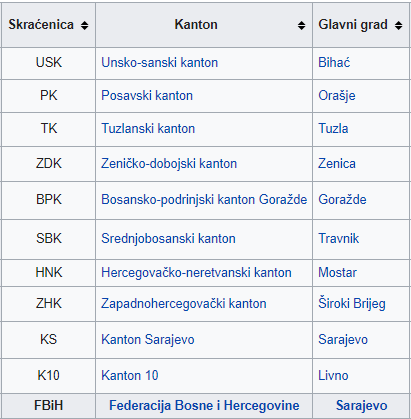 Skraćenica Kanton Glavni grad
USK Unsko-sanski kanton Bihać
PK Posavski kanton Orašje
TK Tuzlanski kanton Tuzla
ZDK Zeničko-dobojski kanton Zenica
BPK Bosansko-podrinjski kanton Goražde Goražde
SBK Srednjobosanski kanton Travnik
HNK Hercegovačko-neretvanski kanton Mostar
ZHK Zapadnohercegovački kanton Široki Brijeg
KS Kanton Sarajevo Sarajevo
K10 Kanton 10 Livno
FBiH Federacija Bosne i Hercegovine Sarajevo